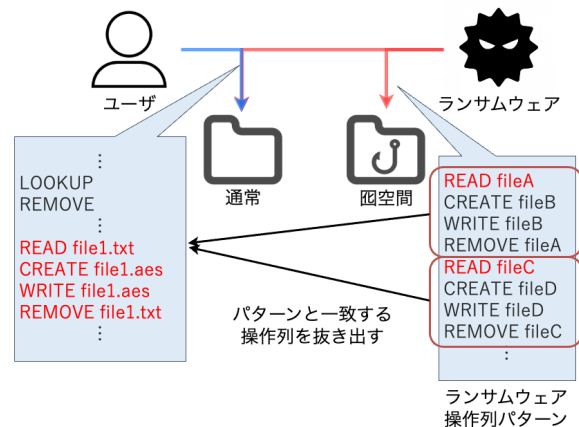 ユーザ
ランサムウェア
通常
囮空間
⋮
LOOKUP
REMOVE
⋮
READ file1.txt
CREATE file1.aes
WRITE file1.aes
REMOVE file1.txt
⋮
パターンと一致する
操作列を抜き出す
READ fileA
CREATE fileB
WRITE fileB
REMOVE fileA
READ fileC
CREATE fileD
WRITE fileD
REMOVE fileC
⋮
ランサムウェア
操作列パターン